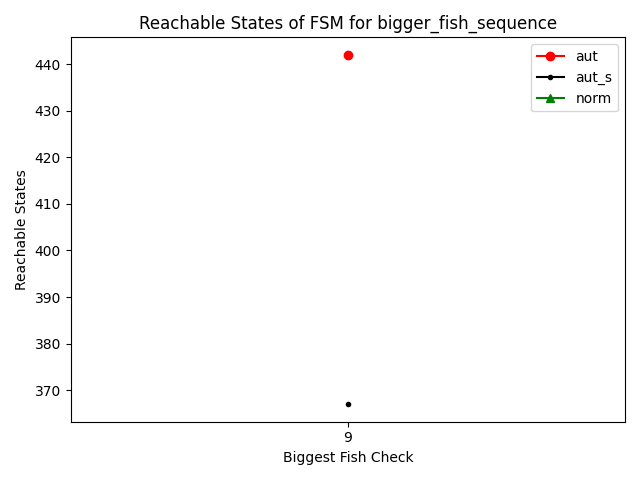 Reachable States of FSM for bigger_fish_sequence
aut
aut_s
norm
440
430
420
410
400
390
380
370
Reachable States
9
Biggest Fish Check